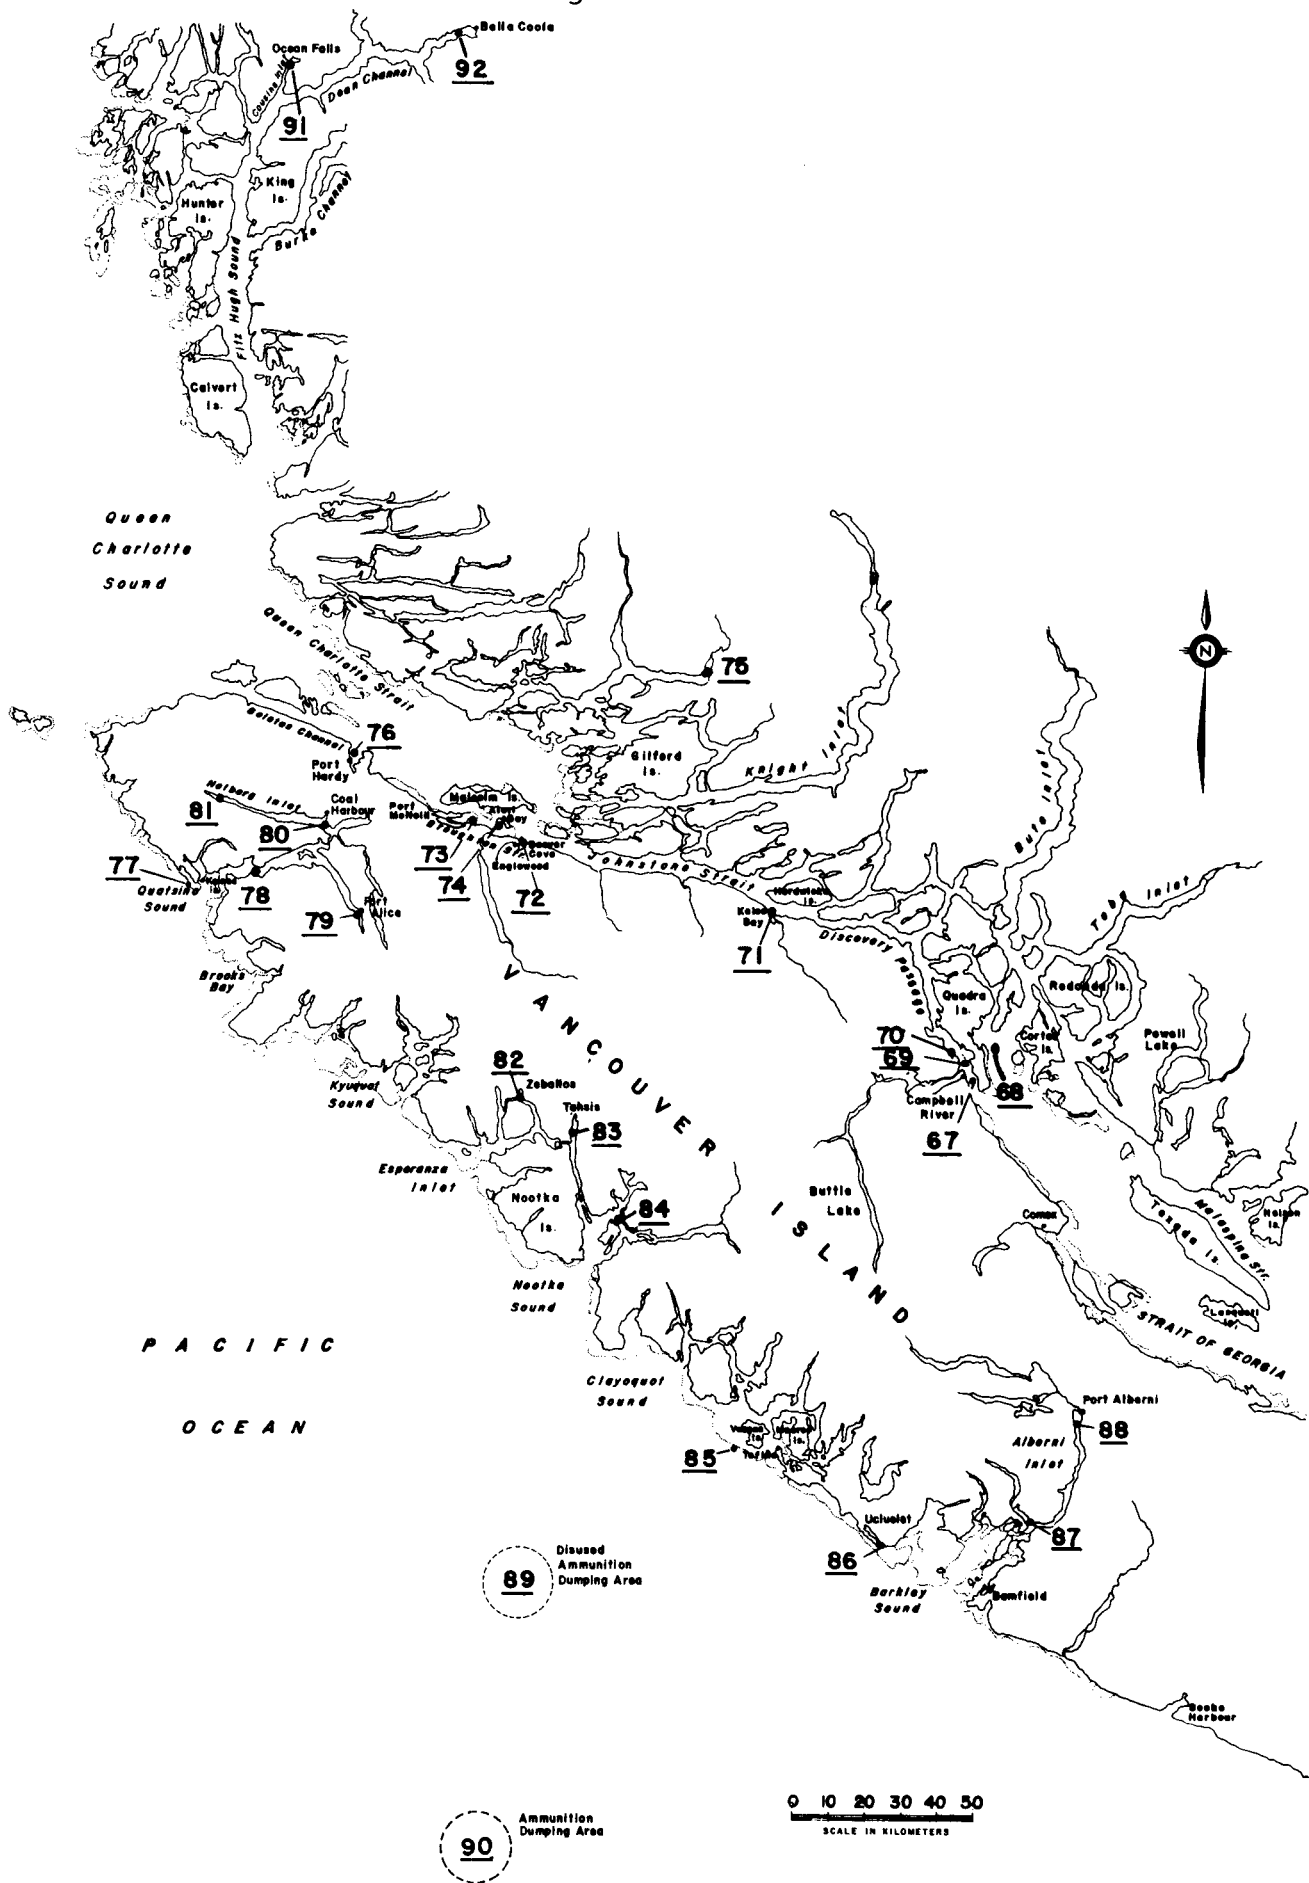 Bella Coola
92
Ocean Falls
Cousins Inlet
Dean Channel
91
King
Is.
Hunter
Is.
Burke Channel
Fitz Hugh Sound
Calvert
Is.
Queen
Charlotte
Sound
Queen Charlotte Strait
75
N
76
Port
Hardy
Gilford
Is.
Knight Inlet
Bute Inlet
Holberg Inlet
81
Coal
Harbour
80
Port
McNeill
Malcolm Is.
Alert
Bay
73
74
Beaver
Cove
Englewood
72
Johnstone Strait
Hardwicke
Is.
Toba Inlet
77
Quatsino
Sound
78
79
Port
Alice
71
Discovery Passage
Brooks
Bay
Quadra
Is.
Redonda Is.
Cortes
Is.
Powell
Lake
70
69
68
Campbell
River
67
VANCOUVER
ISLAND
82
Zeballos
Tahsis
83
Kyuquot
Sound
Esperanza
Inlet
Nootka
Is.
84
Buttle
Lake
Comox
Texada Is.
Malaspina Str.
Nelson
Is.
Lasqueti
Is.
STRAIT OF GEORGIA
Nootka
Sound
PACIFIC
OCEAN
Clayoquot
Sound
85
Tofino
Port Alberni
88
Alberni
Inlet
Ucluelet
86
87
Barkley
Sound
Bamfield
89
Disused
Ammunition
Dumping Area
Sooke
Harbour
90
Ammunition
Dumping Area
0 10 20 30 40 50
SCALE IN KILOMETERS